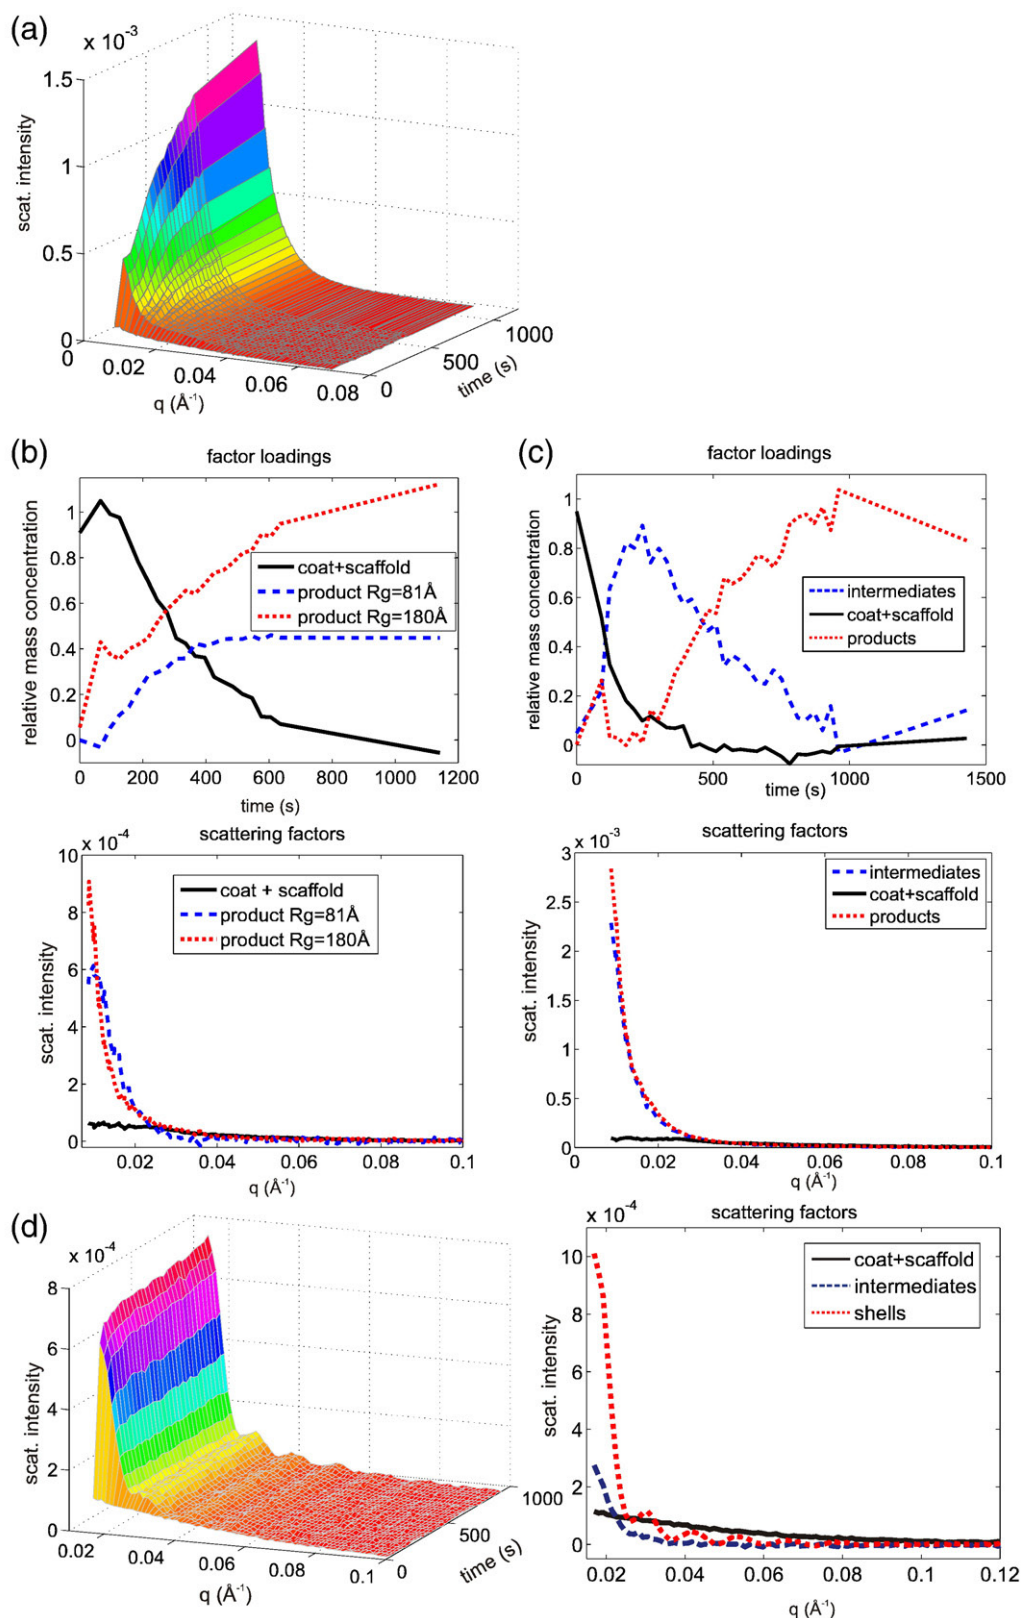 (a)
x 10⁻³
1.5
1
0.5
0
scat. intensity
0
0.02
0.04
0.06
0.08
q (Å⁻¹)
0
500
1000
time (s)
(b)
factor loadings
relative mass concentration
1
0.8
0.6
0.4
0.2
0
coat+scaffold
product Rg=81Å
product Rg=180Å
0
200
400
600
800
1000
1200
time (s)
scattering factors
x 10⁻⁴
10
8
6
4
2
0
scat. intensity
coat + scaffold
product Rg=81Å
product Rg=180Å
0.02
0.04
0.06
0.08
0.1
q (Å⁻¹)
(c)
factor loadings
relative mass concentration
1
0.8
0.6
0.4
0.2
0
intermediates
coat+scaffold
products
0
500
1000
1500
time (s)
scattering factors
x 10⁻³
3
2.5
2
1.5
1
0.5
0
scat. intensity
intermediates
coat+scaffold
products
0
0.02
0.04
0.06
0.08
0.1
q (Å⁻¹)
(d)
x 10⁻⁴
8
6
4
2
0
scat. intensity
0.02
0.04
0.06
0.08
0.1
q (Å⁻¹)
0
500
1000
time (s)
scattering factors
x 10⁻⁴
10
8
6
4
2
0
scat. intensity
coat+scaffold
intermediates
shells
0.02
0.04
0.06
0.08
0.1
0.12
q (Å⁻¹)